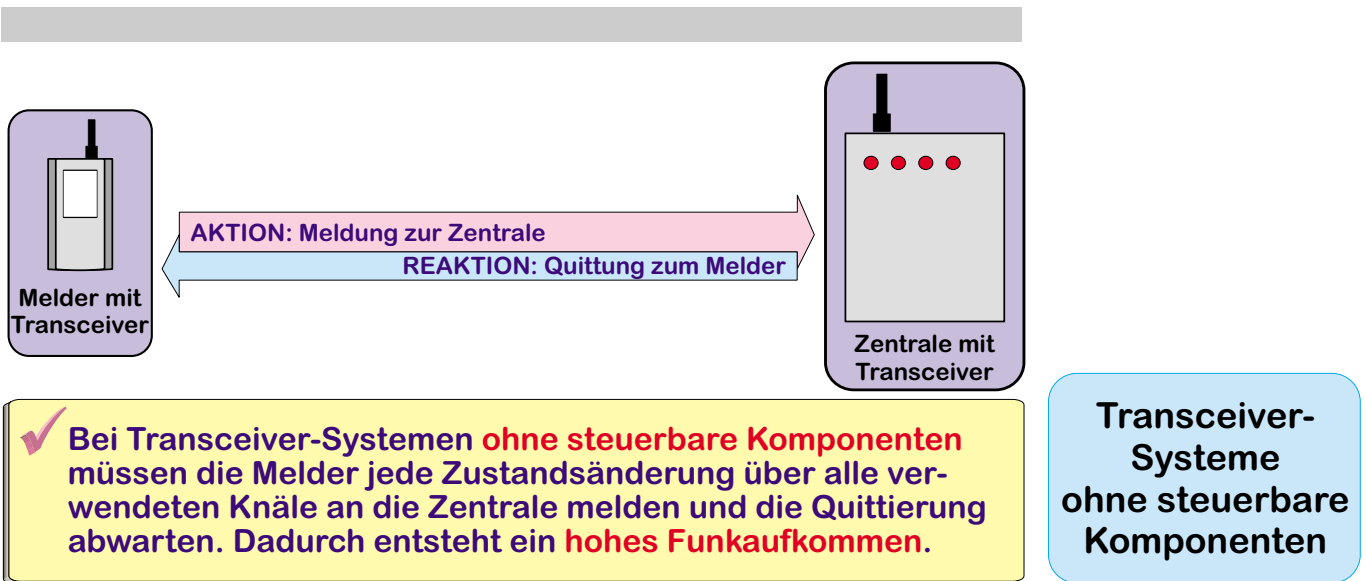 AKTION: Meldung zur Zentrale
REAKTION: Quittung zum Melder
Melder mit
Transceiver
Zentrale mit
Transceiver
Bei Transceiver-Systemen ohne steuerbare Komponenten
müssen die Melder jede Zustandsänderung über alle ver-
wendeten Knäle an die Zentrale melden und die Quittierung
abwarten. Dadurch entsteht ein hohes Funkaufkommen.
Transceiver-
Systeme
ohne steuerbare
Komponenten